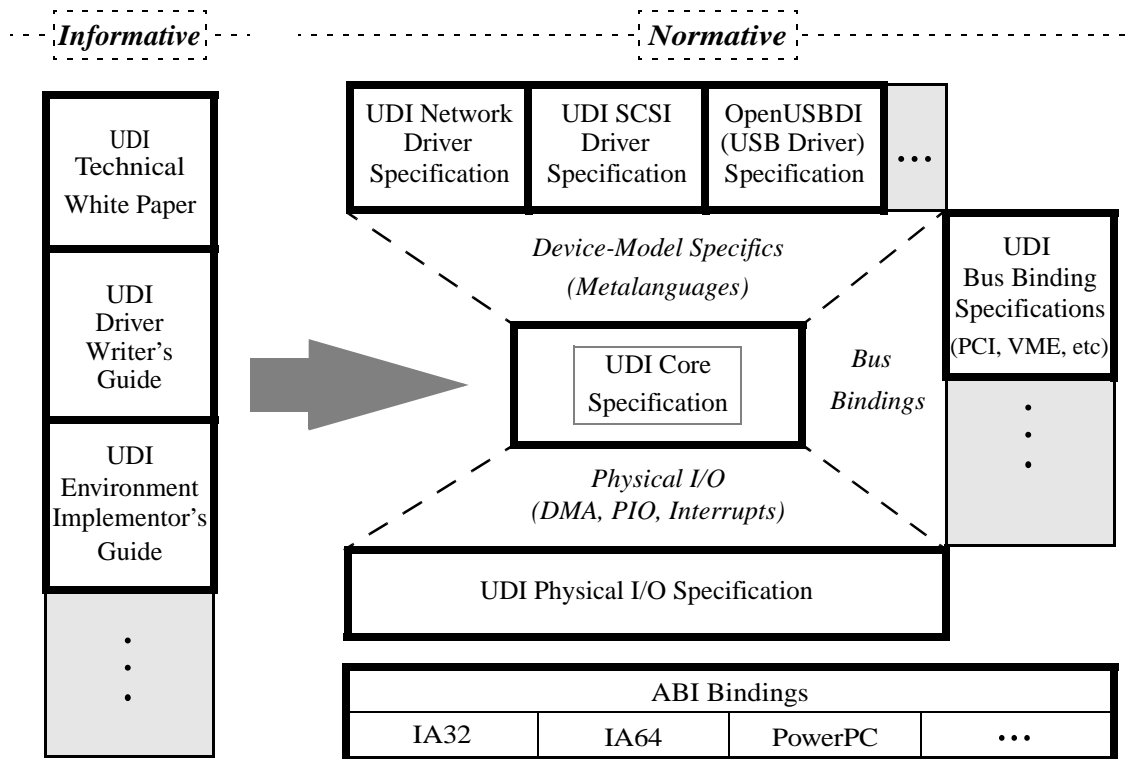 Informative
Normative
UDI
Technical
White Paper
UDI
Driver
Writer's
Guide
UDI
Environment
Implementor's
Guide
UDI Network
Driver
Specification
UDI SCSI
Driver
Specification
OpenUSBDI
(USB Driver)
Specification
...
Device-Model Specifics
(Metalanguages)
UDI
Bus Binding
Specifications
(PCI, VME, etc)
UDI Core
Specification
Bus
Bindings
Physical I/O
(DMA, PIO, Interrupts)
UDI Physical I/O Specification
ABI Bindings
IA32
IA64
PowerPC
...